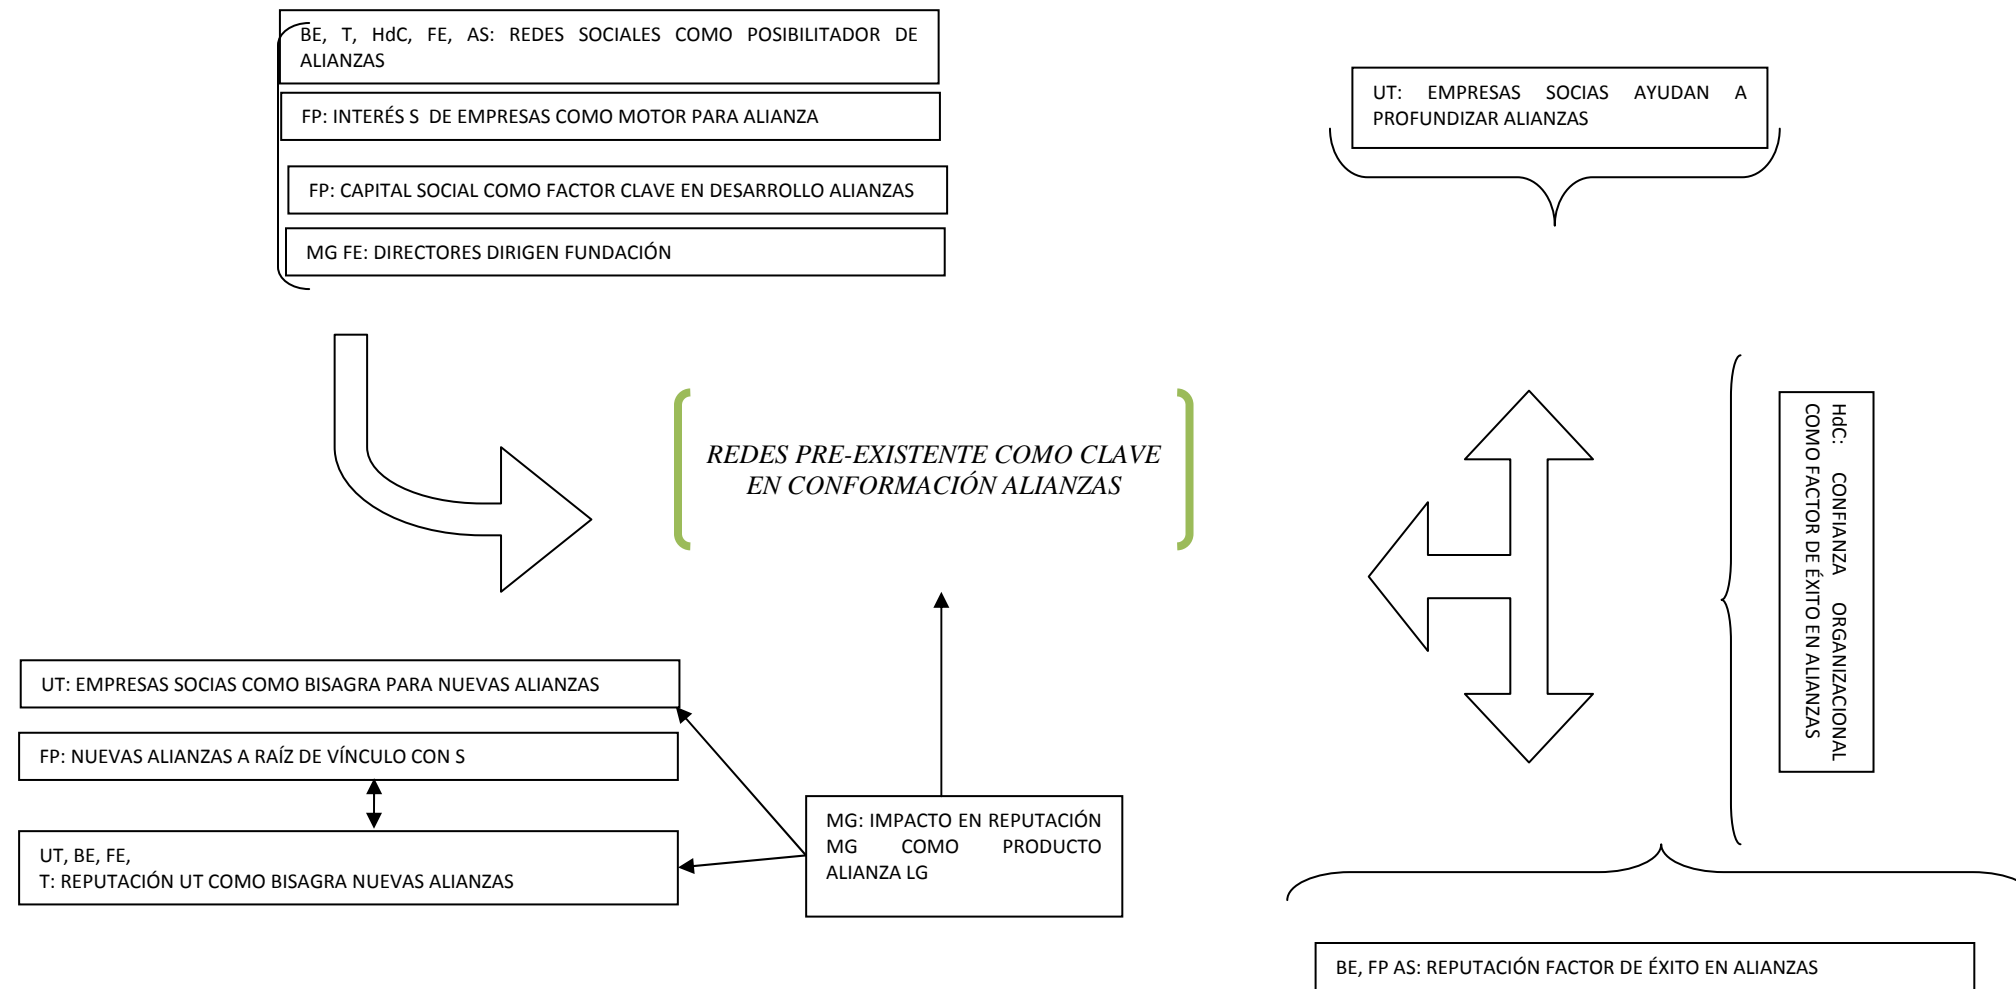 BE, T, HdC, FE, AS: REDES SOCIALES COMO POSIBILITADOR DE
ALIANZAS
FP: INTERÉS S DE EMPRESAS COMO MOTOR PARA ALIANZA
FP: CAPITAL SOCIAL COMO FACTOR CLAVE EN DESARROLLO ALIANZAS
MG FE: DIRECTORES DIRIGEN FUNDACIÓN
UT: EMPRESAS SOCIAS AYUDAN A
PROFUNDIZAR ALIANZAS
REDES PRE-EXISTENTE COMO CLAVE
EN CONFORMACIÓN ALIANZAS
HdC: CONFIANZA ORGANIZACIONAL
COMO FACTOR DE ÉXITO EN ALIANZAS
UT: EMPRESAS SOCIAS COMO BISAGRA PARA NUEVAS ALIANZAS
FP: NUEVAS ALIANZAS A RAÍZ DE VÍNCULO CON S
UT, BE, FE,
T: REPUTACIÓN UT COMO BISAGRA NUEVAS ALIANZAS
MG: IMPACTO EN REPUTACIÓN
MG COMO PRODUCTO
ALIANZA LG
BE, FP AS: REPUTACIÓN FACTOR DE ÉXITO EN ALIANZAS